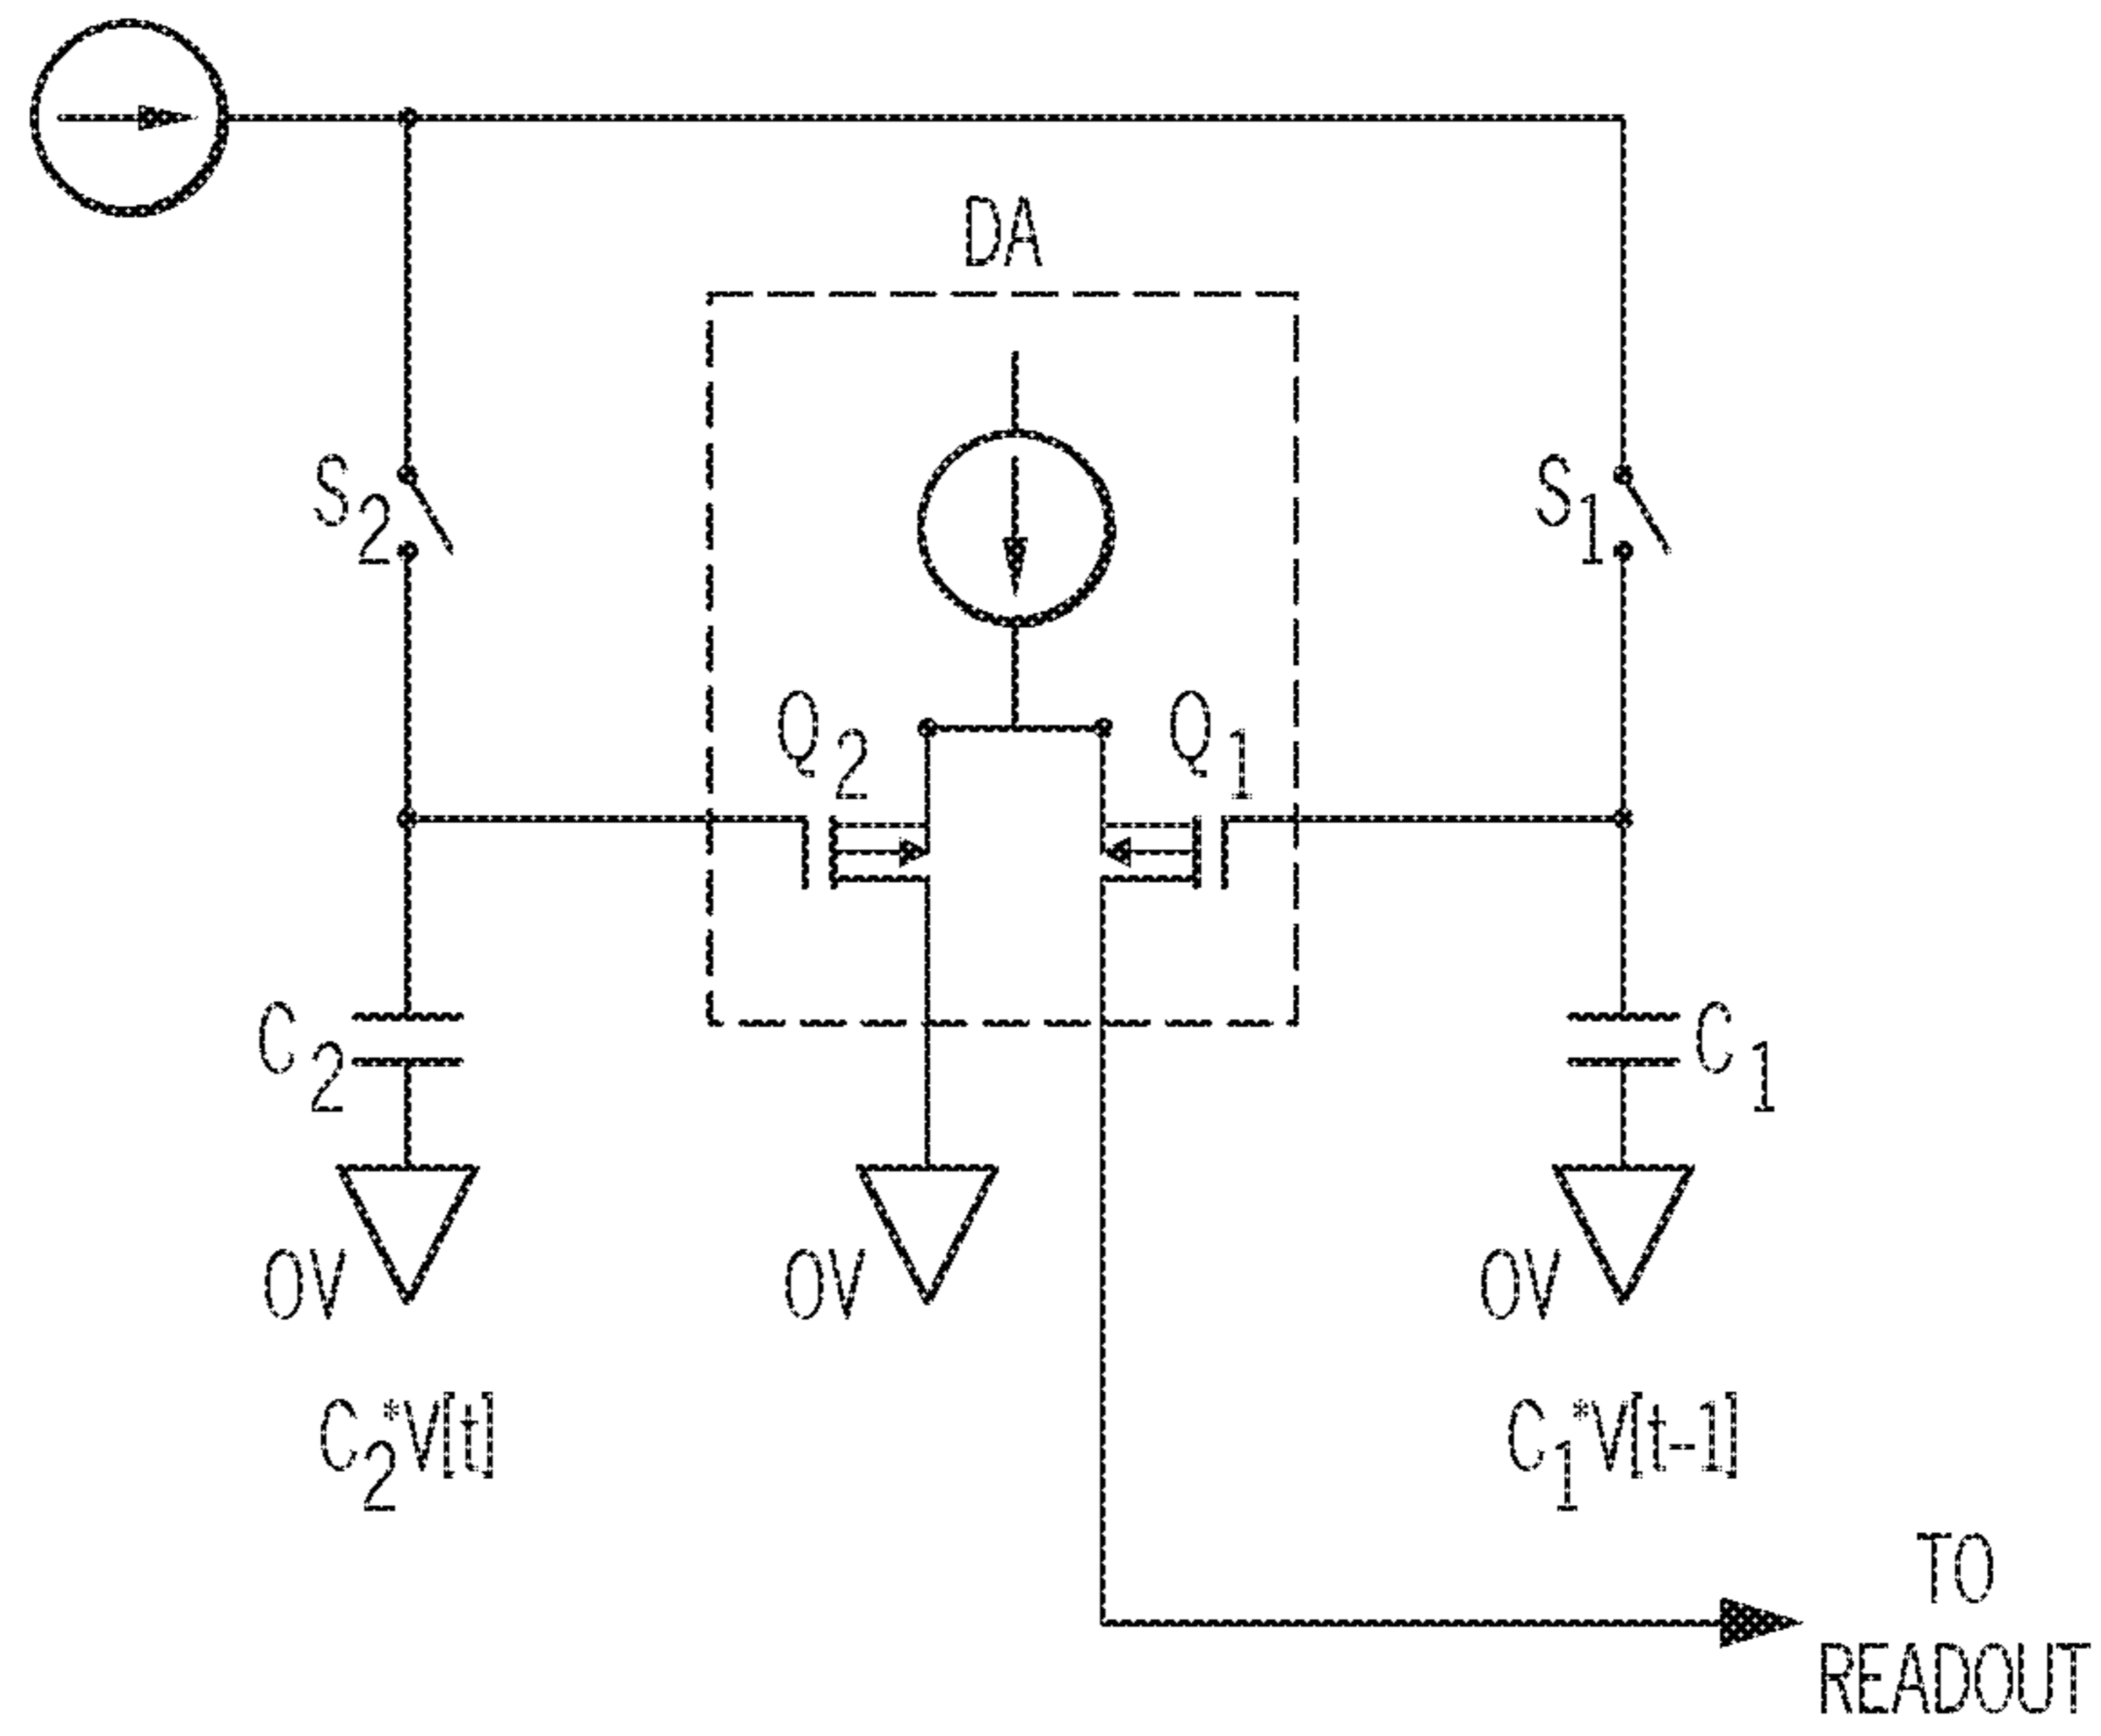 DA
S2
S1
Q2
Q1
C2
C1
0V
0V
0V
C2*V[t]
C1*V[t-1]
TO
READOUT